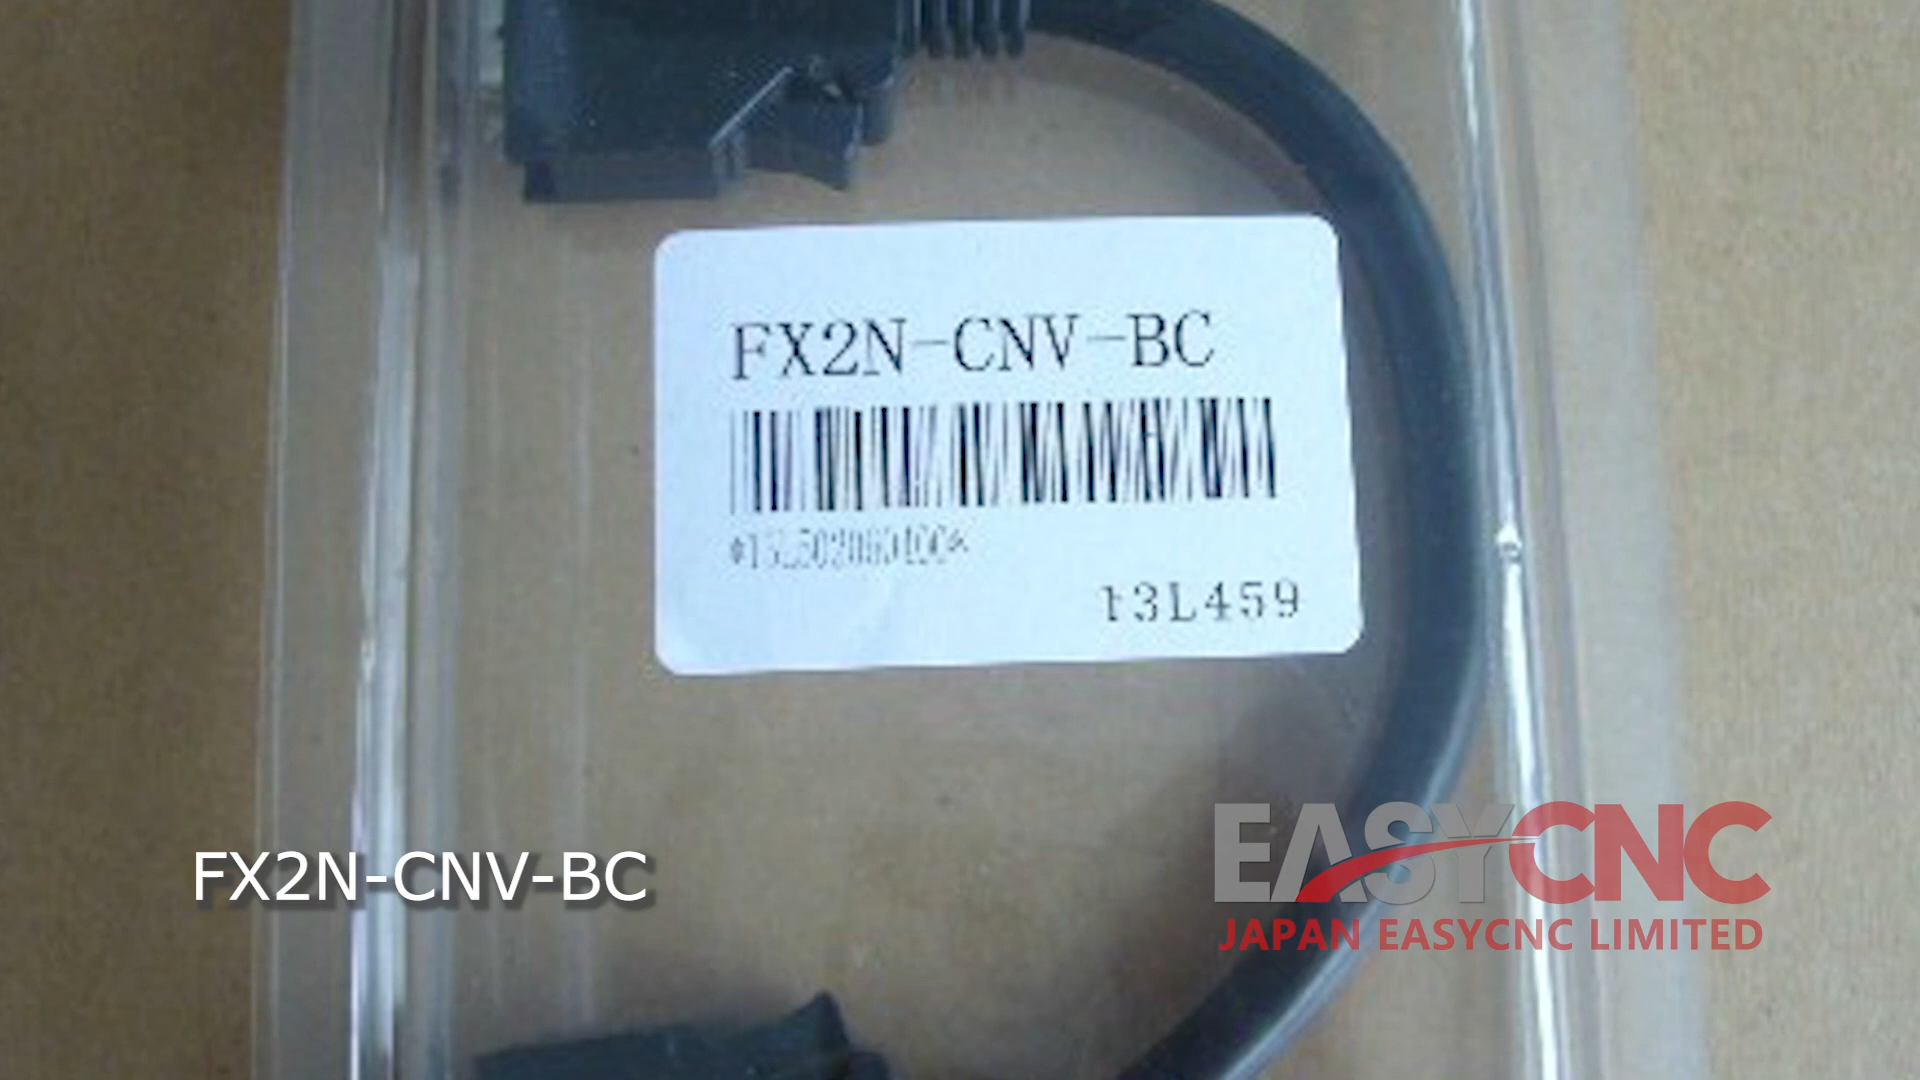 FX2N-CNV-BC
13L459
FX2N-CNV-BC
EASYCNC
JAPAN EASYCNC LIMITED